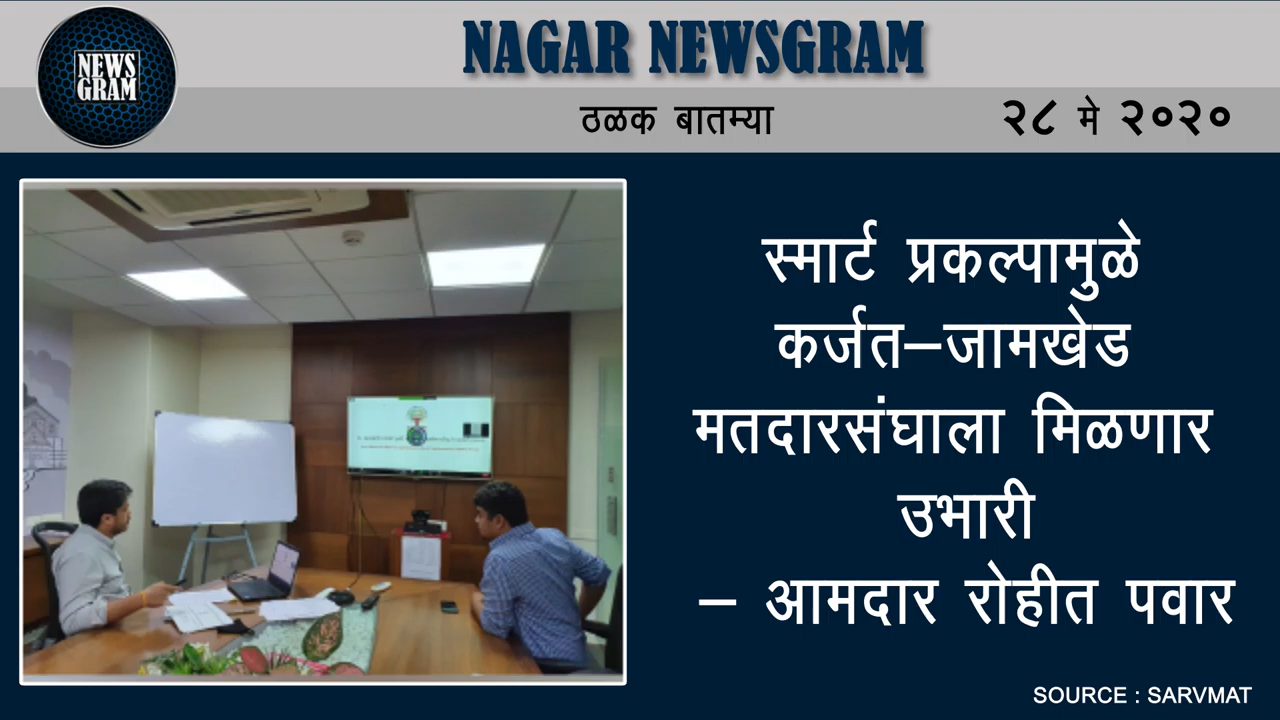 NEWS
GRAM
NAGAR NEWSGRAM
ठळक बातम्या
२८ मे २०२०
स्मार्ट प्रकल्पामुळे
कर्जत–जामखेड
मतदारसंघाला मिळणार
उभारी
– आमदार रोहीत पवार
SOURCE : SARVMAT